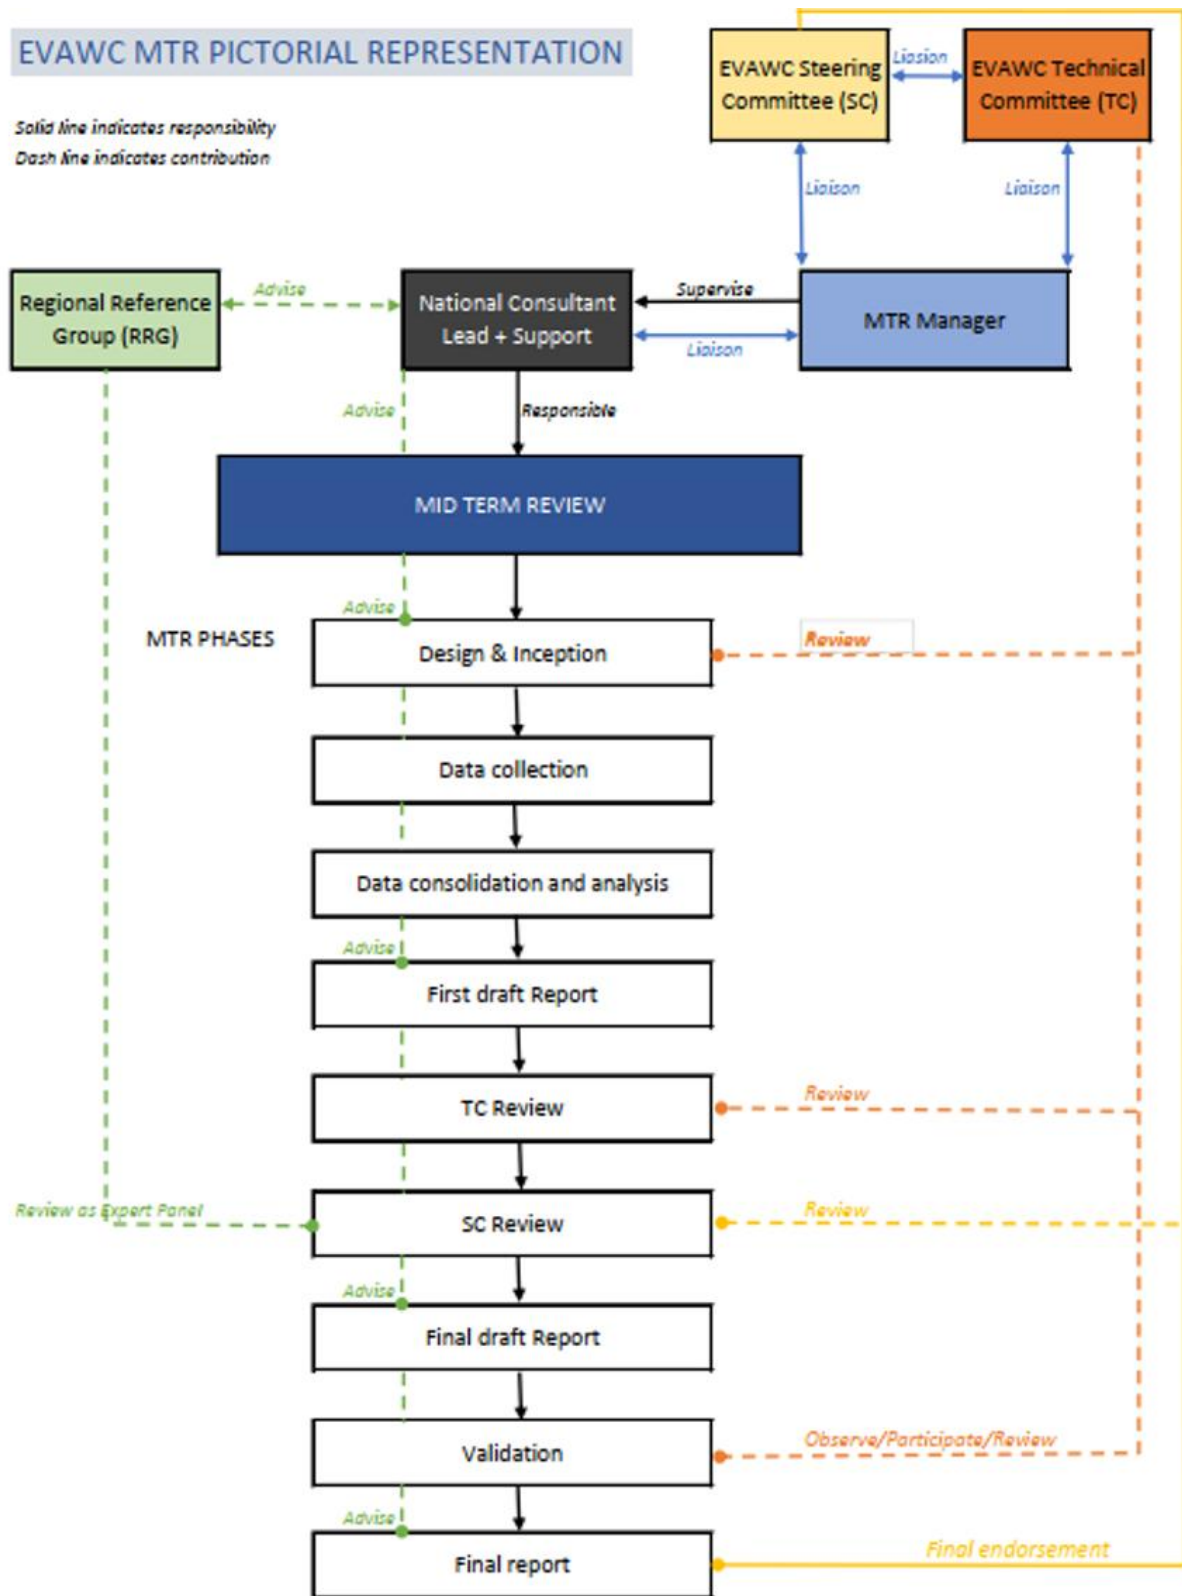 EVAWC MTR PICTORIAL REPRESENTATION
Solid line indicates responsibility
Dash line indicates contribution
EVAWC Steering
Committee (SC)
Liasion
EVAWC Technical
Committee (TC)
Liaison
Liaison
Regional Reference
Group (RRG)
Advise
National Consultant
Lead + Support
Supervise
Liaison
MTR Manager
Advise
Responsible
MID TERM REVIEW
Advise
MTR PHASES
Design & Inception
Review
Data collection
Data consolidation and analysis
Advise
First draft Report
TC Review
Review
Review as Expert Panel
SC Review
Review
Advise
Final draft Report
Validation
Observe/Participate/Review
Advise
Final report
Final endorsement